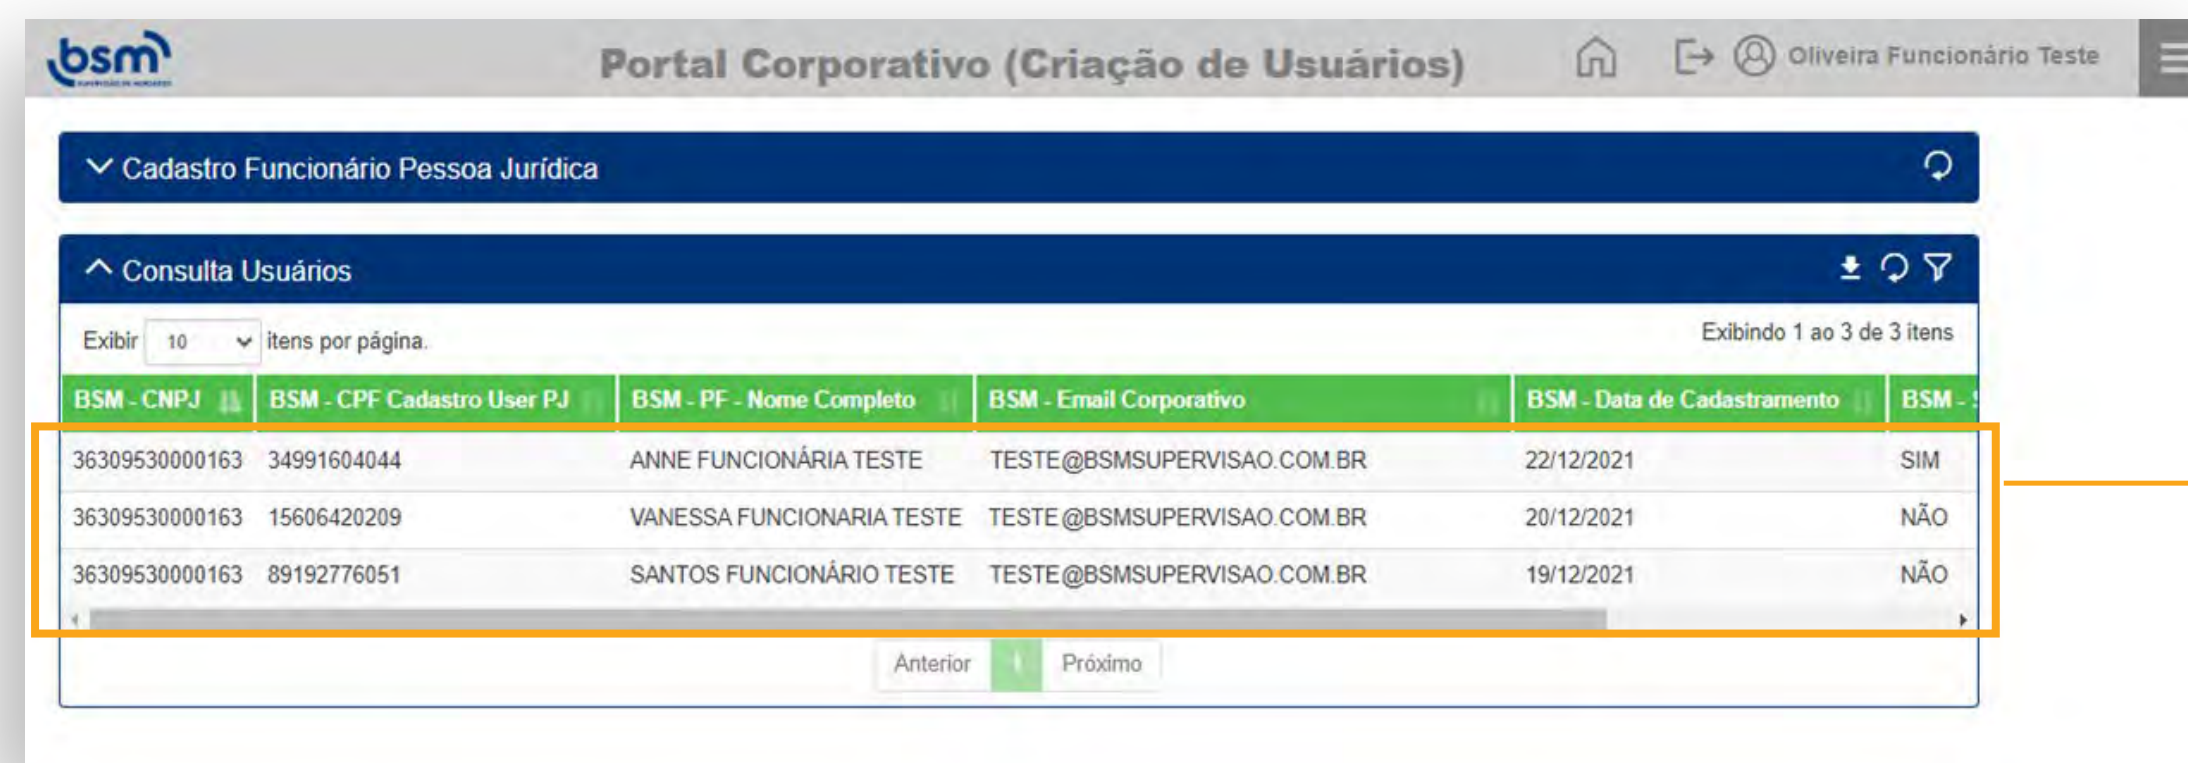 bsm
Portal Corporativo (Criação de Usuários)
Oliveira Funcionário Teste
Cadastro Funcionário Pessoa Jurídica
Consulta Usuários
Exibir 10 itens por página.
Exibindo 1 ao 3 de 3 itens
BSM - CNPJ BSM - CPF Cadastro User PJ BSM - PF - Nome Completo BSM - Email Corporativo BSM - Data de Cadastramento BSM -
36309530000163 34991604044 ANNE FUNCIONÁRIA TESTE TESTE@BSMSUPERVISAO.COM.BR 22/12/2021 SIM
36309530000163 15606420209 VANESSA FUNCIONARIA TESTE TESTE@BSMSUPERVISAO.COM.BR 20/12/2021 NÃO
36309530000163 89192776051 SANTOS FUNCIONÁRIO TESTE TESTE@BSMSUPERVISAO.COM.BR 19/12/2021 NÃO
Anterior 1 Próximo